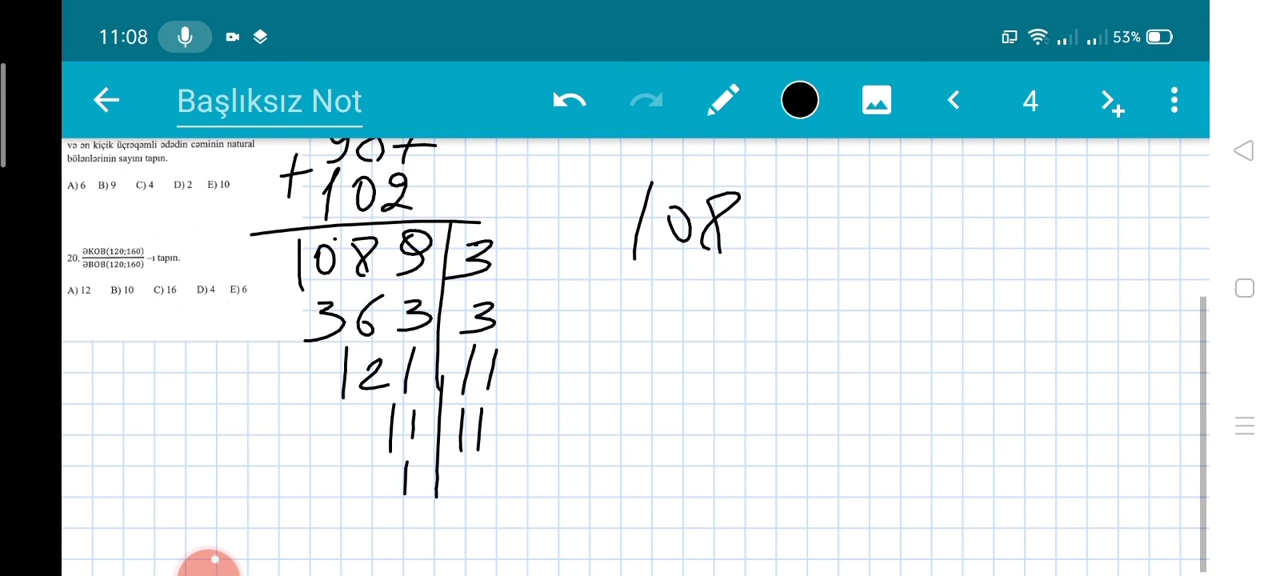 11:08 53%
Başlıksız Not 4
və ən kiçik üçrəqəmli ədədin cəminin natural
bölənlərinin sayını tapın.
A) 6 B) 9 C) 4 D) 2 E) 10
20. ƏKOB(120;160)
ƏBOB(120;160) -ı tapın.
A) 12 B) 10 C) 16 D) 4 E) 6
987
+ 102
1089 3
363 3
121 11
11 11
1
108